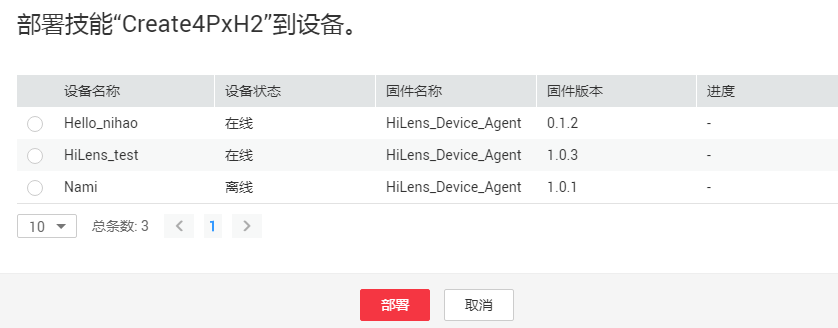 部署技能“Create4PxH2”到设备。
设备名称 设备状态 固件名称 固件版本 进度
Hello_nihao 在线 HiLens_Device_Agent 0.1.2 -
HiLens_test 在线 HiLens_Device_Agent 1.0.3 -
Nami 离线 HiLens_Device_Agent 1.0.1 -
10 总条数: 3 < 1 >
部署 取消